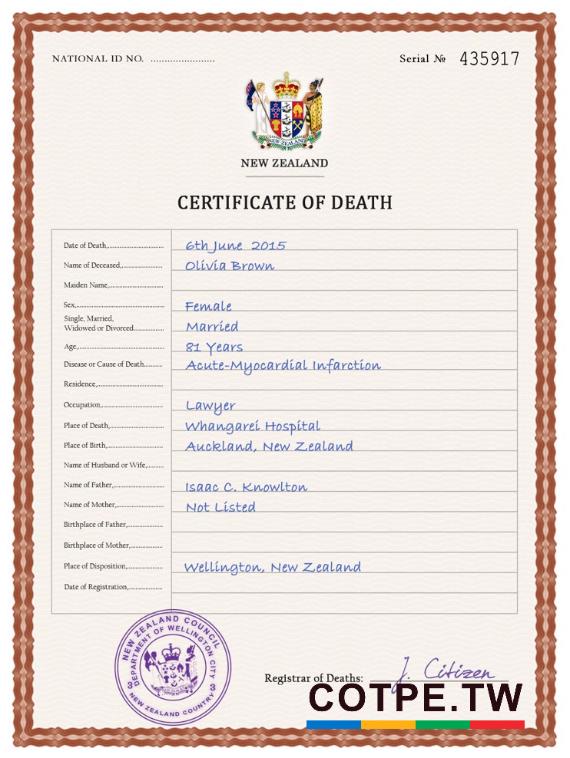 NATIONAL ID NO. ........................
Serial № 435917
NEW ZEALAND
CERTIFICATE OF DEATH
Date of Death,........................ 6th June 2015
Name of Deceased,................ Olivia Brown
Maiden Name,........................
Sex,........................ Female
Single, Married,
Widowed or Divorced............. Married
Age,........................ 81 Years
Disease or Cause of Death......... Acute-Myocardial Infarction
Residence,........................
Occupation,........................ Lawyer
Place of Death,........................ Whangarei Hospital
Place of Birth,........................ Auckland, New Zealand
Name of Husband or Wife,........
Name of Father,........................ Isaac C. Knowlton
Name of Mother,........................ Not Listed
Birthplace of Father,................
Birthplace of Mother,................
Place of Disposition,................ Wellington, New Zealand
Date of Registration,................
NEW ZEALAND COUNCIL
DEPARTMENT OF WELLINGTON CITY
NEW ZEALAND COUNTRY
Registrar of Deaths: J. Citizen
COTPE.TW